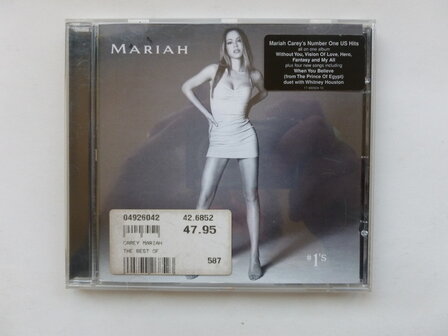 MARIAH
Mariah Carey's Number One US Hits
all on one album
Without You, Vision Of Love, Hero,
Fantasy and My All
plus four new songs including
When You Believe
(from The Prince Of Egypt)
duet with Whitney Houston
04926042 42.6852
47.95
CAREY MARIAH
THE BEST OF
587
#1's